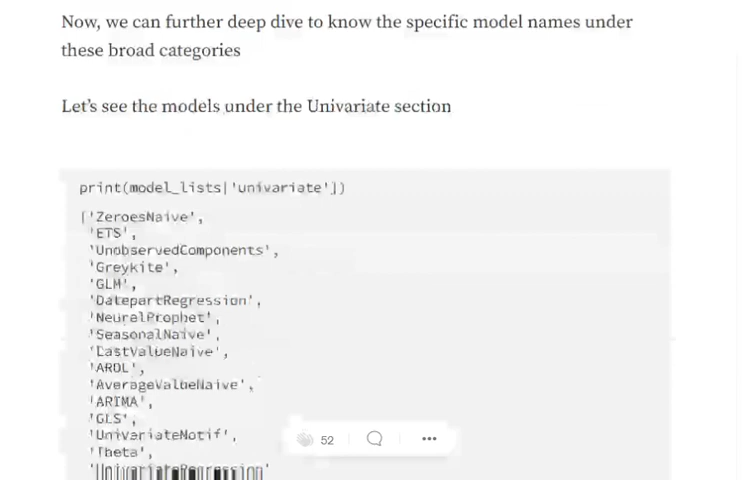 Now, we can further deep dive to know the specific model names under
these broad categories
Let's see the models under the Univariate section
print(model_lists['univariate'])
['ZeroesNaive',
'ETS',
'UnobservedComponents',
'Greykite',
'GLM',
'DatepartRegression',
'NeuralProphet',
'SeasonalNaive',
'LastValueNaive',
'ARDL',
'AverageValueNaive',
'ARIMA',
'GLS',
'UnivariateMotif',
52
'Theta',
'UnivariateRegression'